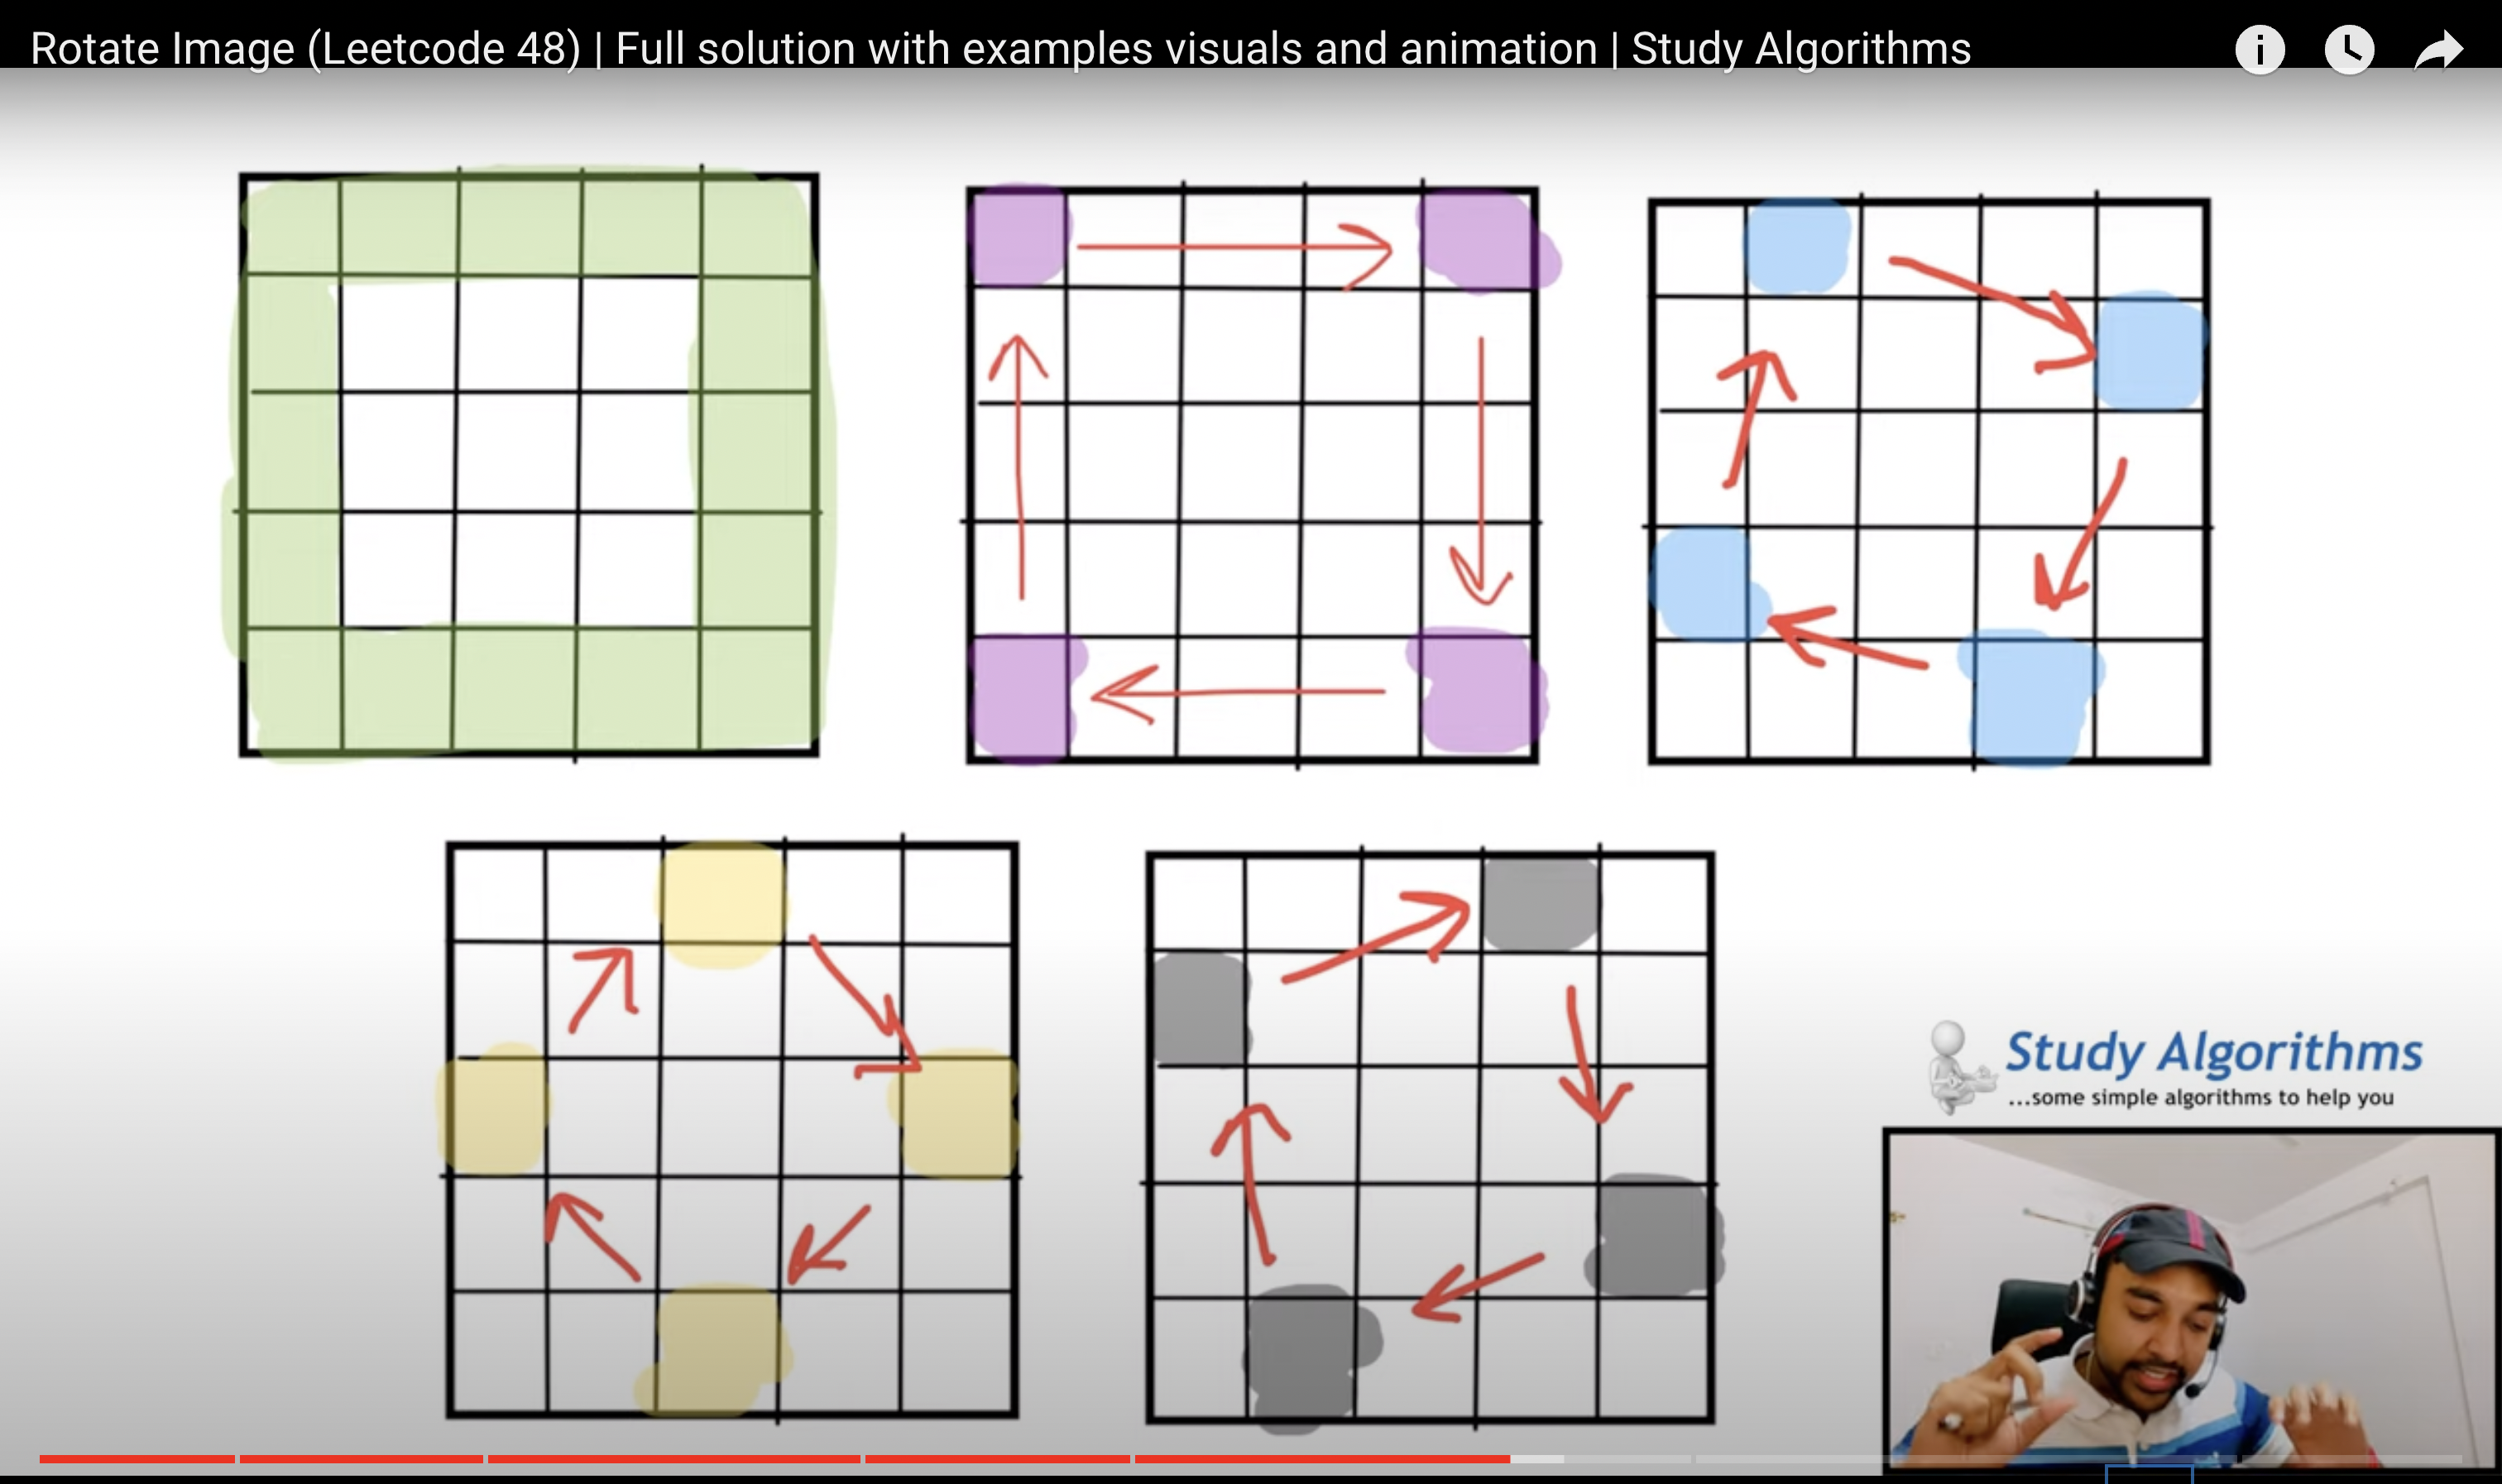 Rotate Image (Leetcode 48) | Full solution with examples visuals and animation | Study Algorithms
Study Algorithms
...some simple algorithms to help you